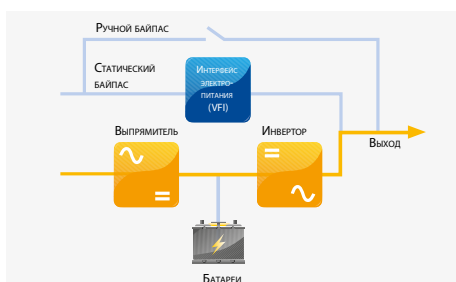 Ручной байпас
Статический
байпас
Интерфейс
электро-
питания
(VFI)
Выпрямитель
Инвертор
Выход
Батареи